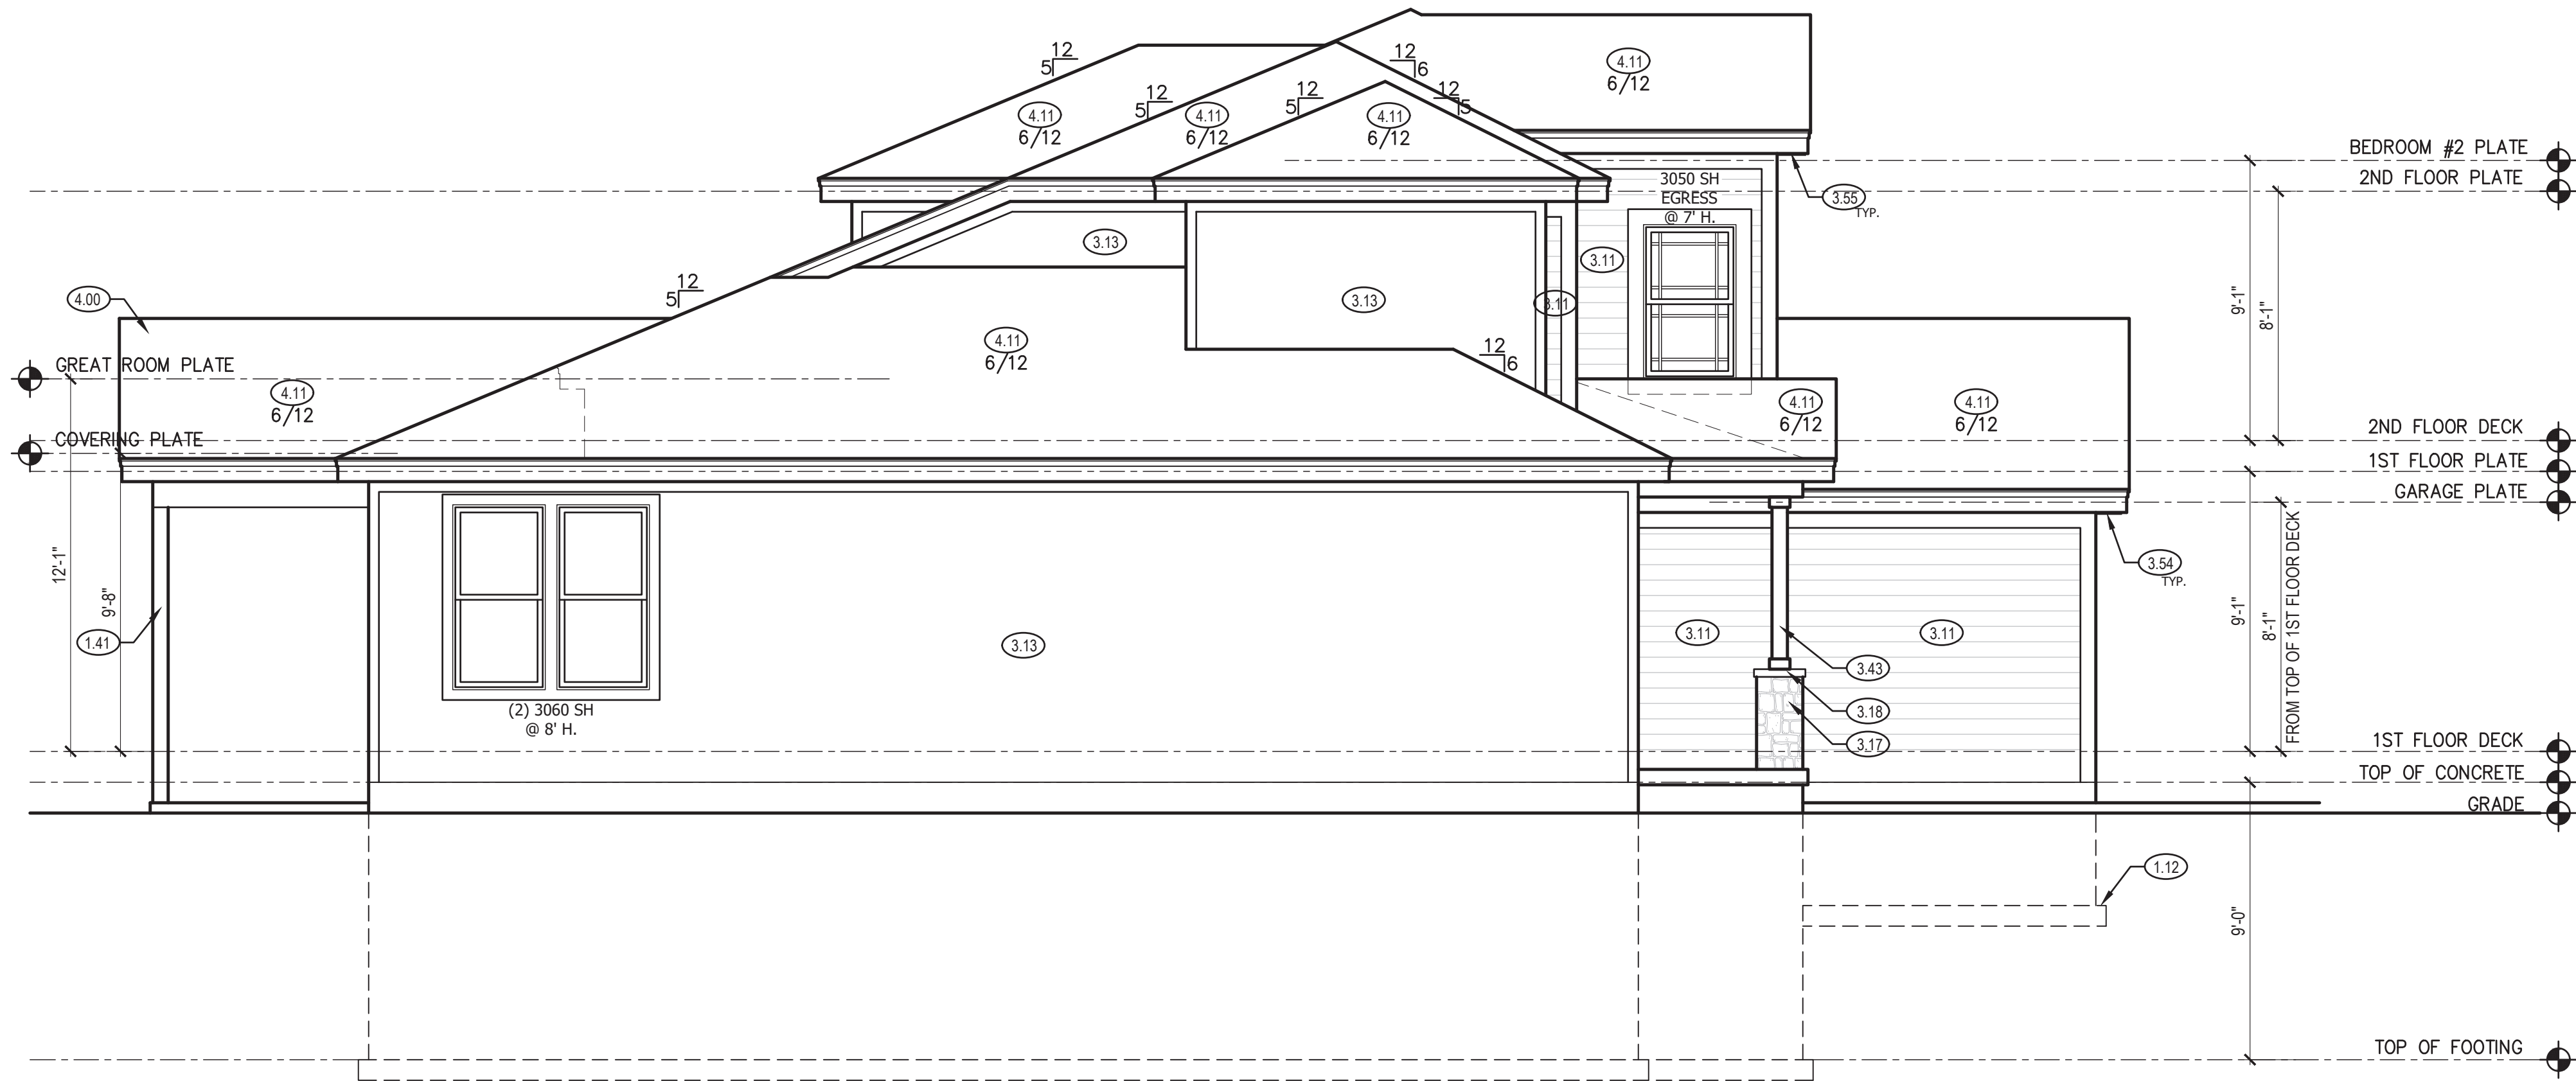 12
5
12
6
4.11
6/12
12
5
12
5
12
5
4.11
6/12
4.11
6/12
4.11
6/12
BEDROOM #2 PLATE
2ND FLOOR PLATE
3050 SH
EGRESS
@ 7' H.
3.55
TYP.
3.13
3.11
3.13
3.11
12
5
4.00
9'-1"
8'-1"
4.11
6/12
12
6
GREAT ROOM PLATE
4.11
6/12
4.11
6/12
4.11
6/12
COVERING PLATE
2ND FLOOR DECK
1ST FLOOR PLATE
GARAGE PLATE
12'-1"
9'-8"
3.54
TYP.
9'-1"
8'-1"
FROM TOP OF 1ST FLOOR DECK
1.41
3.13
3.11
3.11
3.43
3.18
3.17
(2) 3060 SH
@ 8' H.
1ST FLOOR DECK
TOP OF CONCRETE
GRADE
1.12
9'-0"
TOP OF FOOTING